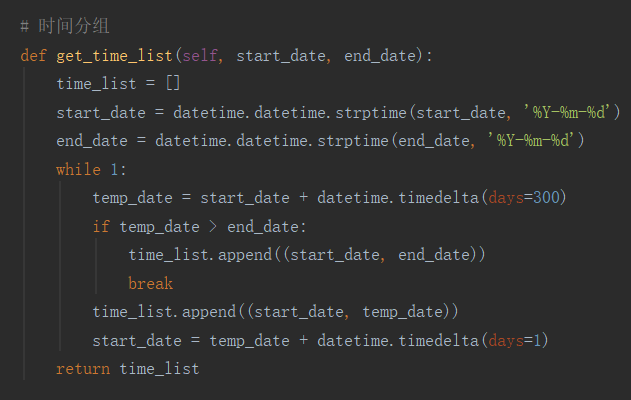 # 时间分组
def get_time_list(self, start_date, end_date):
    time_list = []
    start_date = datetime.datetime.strptime(start_date, '%Y-%m-%d')
    end_date = datetime.datetime.strptime(end_date, '%Y-%m-%d')
    while 1:
        temp_date = start_date + datetime.timedelta(days=300)
        if temp_date > end_date:
            time_list.append((start_date, end_date))
            break
        time_list.append((start_date, temp_date))
        start_date = temp_date + datetime.timedelta(days=1)
    return time_list